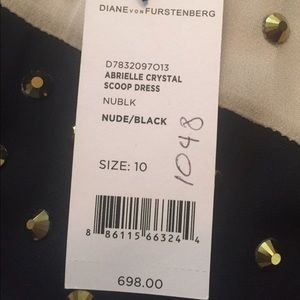 DIANE VON FURSTENBERG
D7832097O13
ABRIELLE CRYSTAL
SCOOP DRESS
NUBLK
NUDE/BLACK
SIZE: 10
1048
8 86115 66324 4
698.00